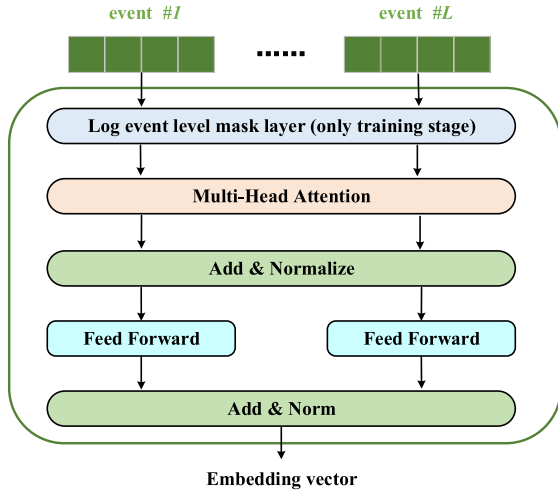 event #1
event #L
Log event level mask layer (only training stage)
Multi-Head Attention
Add & Normalize
Feed Forward
Feed Forward
Add & Norm
Embedding vector